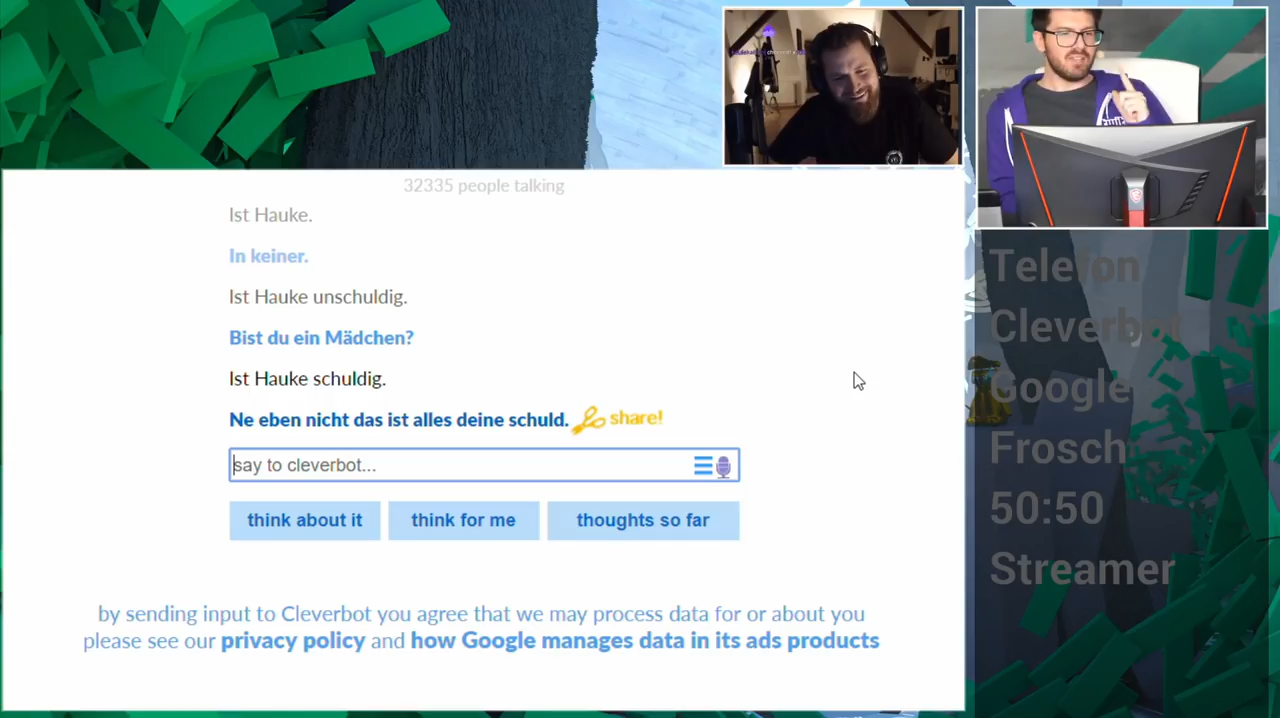 32335 people talking
Ist Hauke.
In keiner.
Ist Hauke unschuldig.
Bist du ein Mädchen?
Ist Hauke schuldig.
Ne eben nicht das ist alles deine schuld. share!
say to cleverbot...
think about it think for me thoughts so far
by sending input to Cleverbot you agree that we may process data for or about you
please see our privacy policy and how Google manages data in its ads products
Telefon
Cleverbot
Google
Frosch
50:50
Streamer